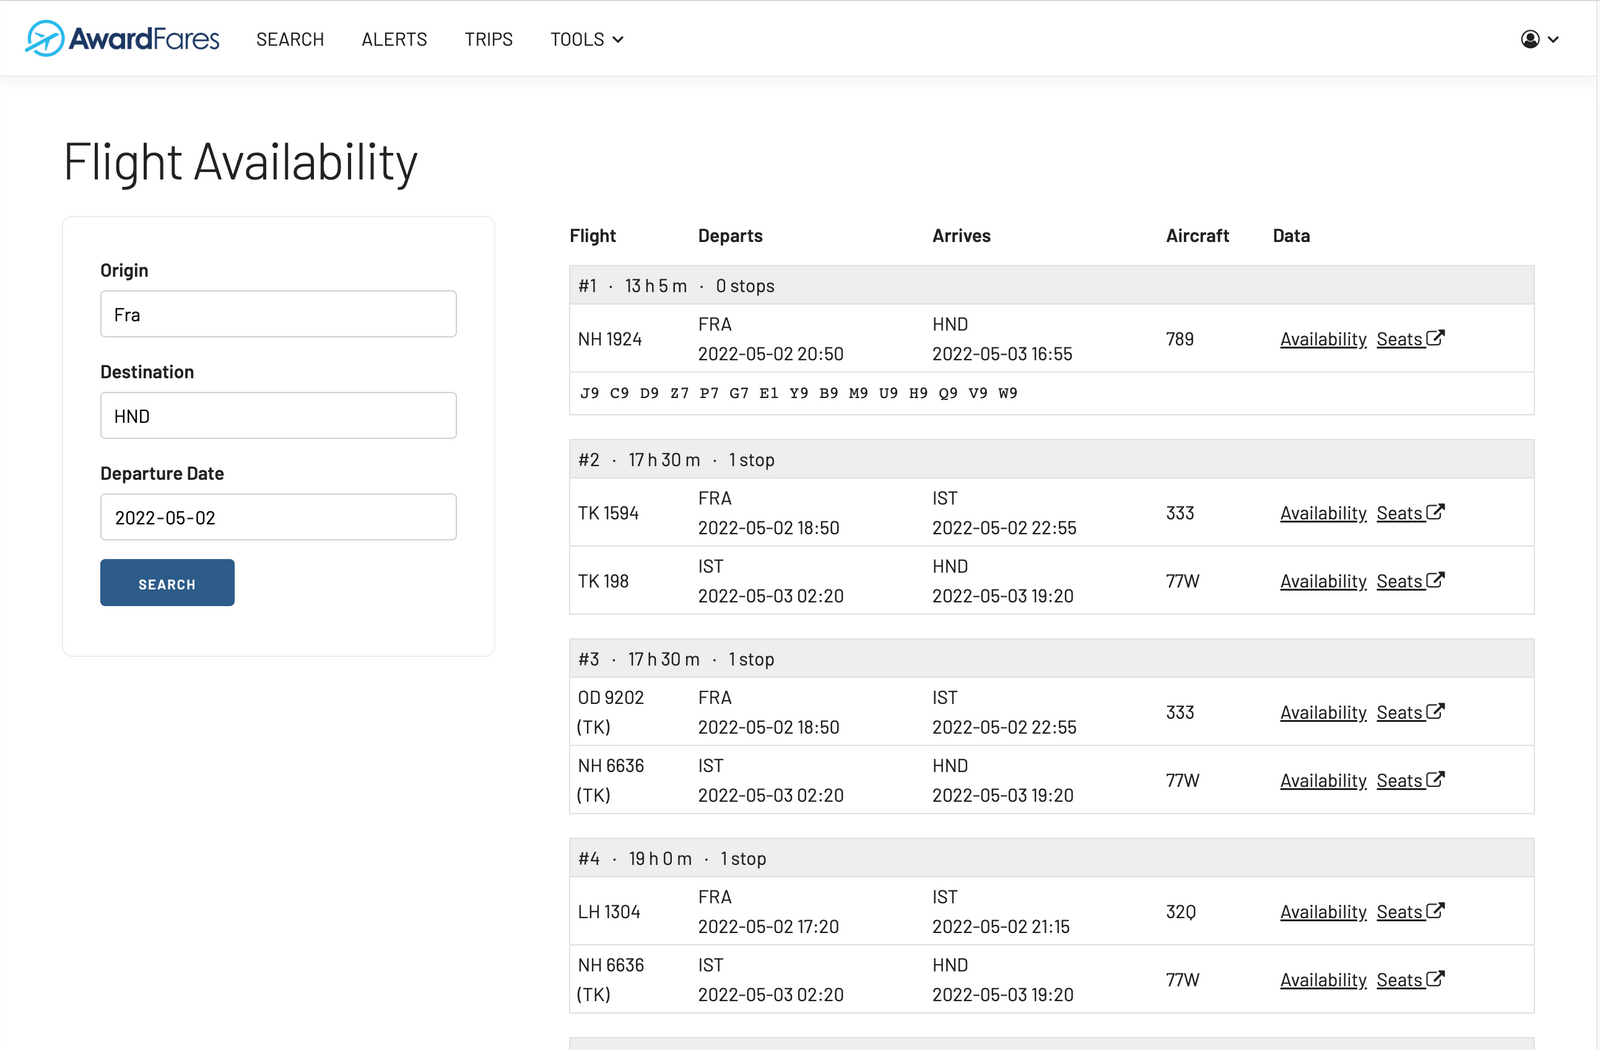 AwardFares SEARCH ALERTS TRIPS TOOLS
Flight Availability
Origin
Fra
Destination
HND
Departure Date
2022-05-02
SEARCH
Flight Departs Arrives Aircraft Data
#1 · 13 h 5 m · 0 stops
FRA HND
NH 1924 789 Availability Seats
2022-05-02 20:50 2022-05-03 16:55
J9 C9 D9 Z7 P7 G7 E1 Y9 B9 M9 U9 H9 Q9 V9 W9
#2 · 17 h 30 m · 1 stop
FRA IST
TK 1594 333 Availability Seats
2022-05-02 18:50 2022-05-02 22:55
IST HND
TK 198 77W Availability Seats
2022-05-03 02:20 2022-05-03 19:20
#3 · 17 h 30 m · 1 stop
OD 9202 FRA IST
333 Availability Seats
(TK) 2022-05-02 18:50 2022-05-02 22:55
NH 6636 IST HND
77W Availability Seats
(TK) 2022-05-03 02:20 2022-05-03 19:20
#4 · 19 h 0 m · 1 stop
FRA IST
LH 1304 32Q Availability Seats
2022-05-02 17:20 2022-05-02 21:15
NH 6636 IST HND
77W Availability Seats
(TK) 2022-05-03 02:20 2022-05-03 19:20